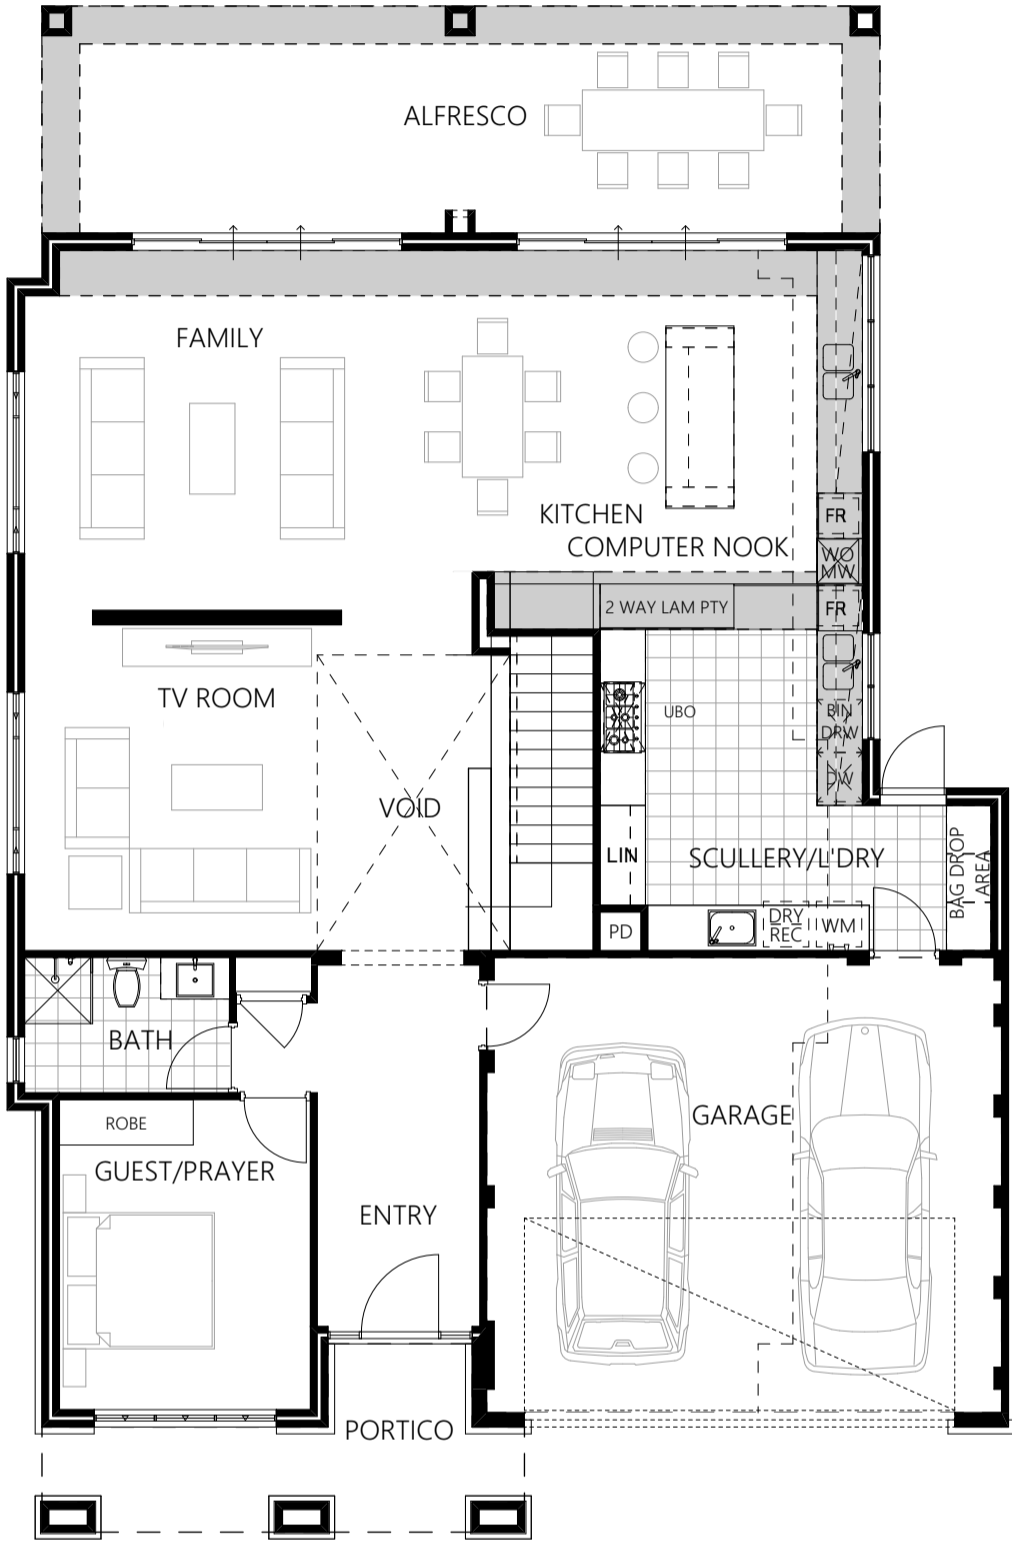 ALFRESCO
FAMILY
KITCHEN
COMPUTER NOOK
FR
WO
MW
2 WAY LAM PTY
FR
TV ROOM
UBO
BIN
DRW
DW
VOID
LIN
SCULLERY/L'DRY
BAG DROP
AREA
PD
DRY
REC
WM
BATH
ROBE
GARAGE
GUEST/PRAYER
ENTRY
PORTICO